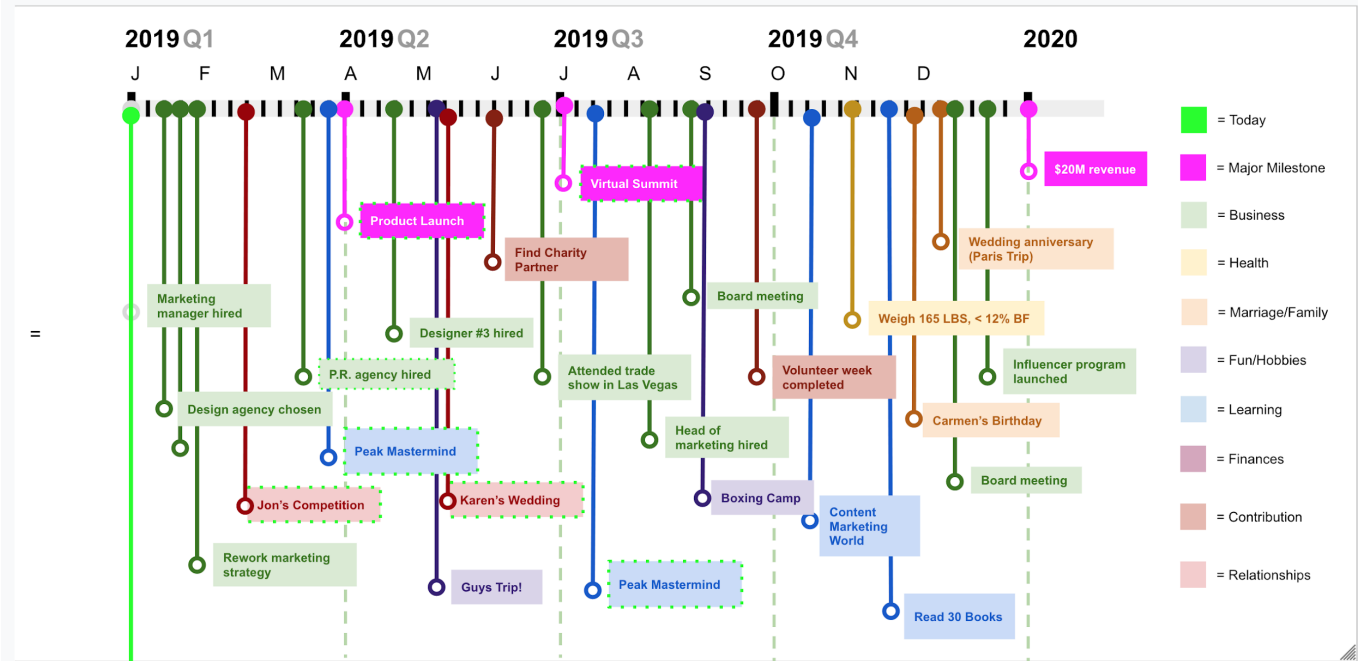 2019 Q1
2019 Q2
2019 Q3
2019 Q4
2020
J
F
M
A
M
J
J
A
S
O
N
D
= Today
= Major Milestone
= Business
= Health
= Marriage/Family
= Fun/Hobbies
= Learning
= Finances
= Contribution
= Relationships
$20M revenue
Virtual Summit
Product Launch
Find Charity
Partner
Wedding anniversary
(Paris Trip)
Marketing
manager hired
Board meeting
Designer #3 hired
Weigh 165 LBS, < 12% BF
=
P.R. agency hired
Attended trade
show in Las Vegas
Volunteer week
completed
Influencer program
launched
Design agency chosen
Carmen's Birthday
Head of
marketing hired
Peak Mastermind
Board meeting
Jon's Competition
Karen's Wedding
Boxing Camp
Content
Marketing
World
Rework marketing
strategy
Guys Trip!
Peak Mastermind
Read 30 Books